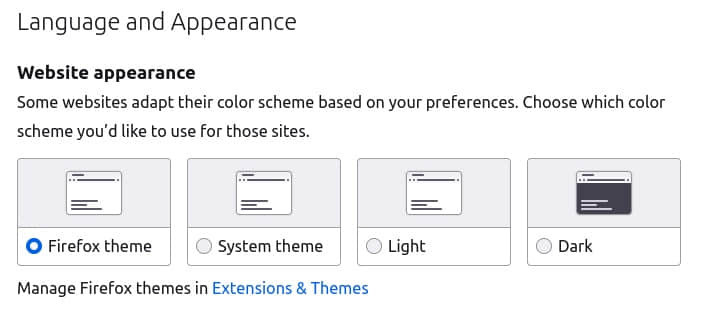 Language and Appearance
Website appearance
Some websites adapt their color scheme based on your preferences. Choose which color
scheme you’d like to use for those sites.
Firefox theme
System theme
Light
Dark
Manage Firefox themes in Extensions & Themes